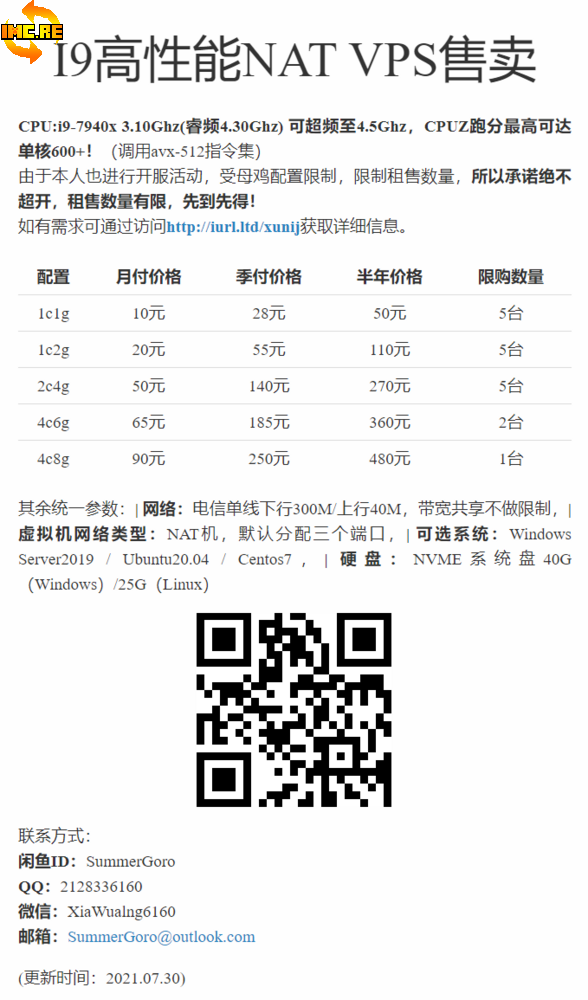 IMC.RE
I9高性能NAT VPS售卖
CPU:i9-7940x 3.10Ghz(睿频4.30Ghz) 可超频至4.5Ghz，CPUZ跑分最高可达
单核600+！（调用avx-512指令集）
由于本人也进行开服活动，受母鸡配置限制，限制租售数量，所以承诺绝不
超开，租售数量有限，先到先得！
如有需求可通过访问http://iurl.ltd/xunij获取详细信息。
配置 月付价格 季付价格 半年价格 限购数量
1c1g 10元 28元 50元 5台
1c2g 20元 55元 110元 5台
2c4g 50元 140元 270元 5台
4c6g 65元 185元 360元 2台
4c8g 90元 250元 480元 1台
其余统一参数：| 网络：电信单线下行300M/上行40M，带宽共享不做限制，|
虚拟机网络类型：NAT机，默认分配三个端口，| 可选系统：Windows
Server2019 / Ubuntu20.04 / Centos7，| 硬盘：NVME系统盘40G
（Windows）/25G（Linux）
联系方式：
闲鱼ID：SummerGoro
QQ：2128336160
微信：XiaWualng6160
邮箱：SummerGoro@outlook.com
(更新时间：2021.07.30)